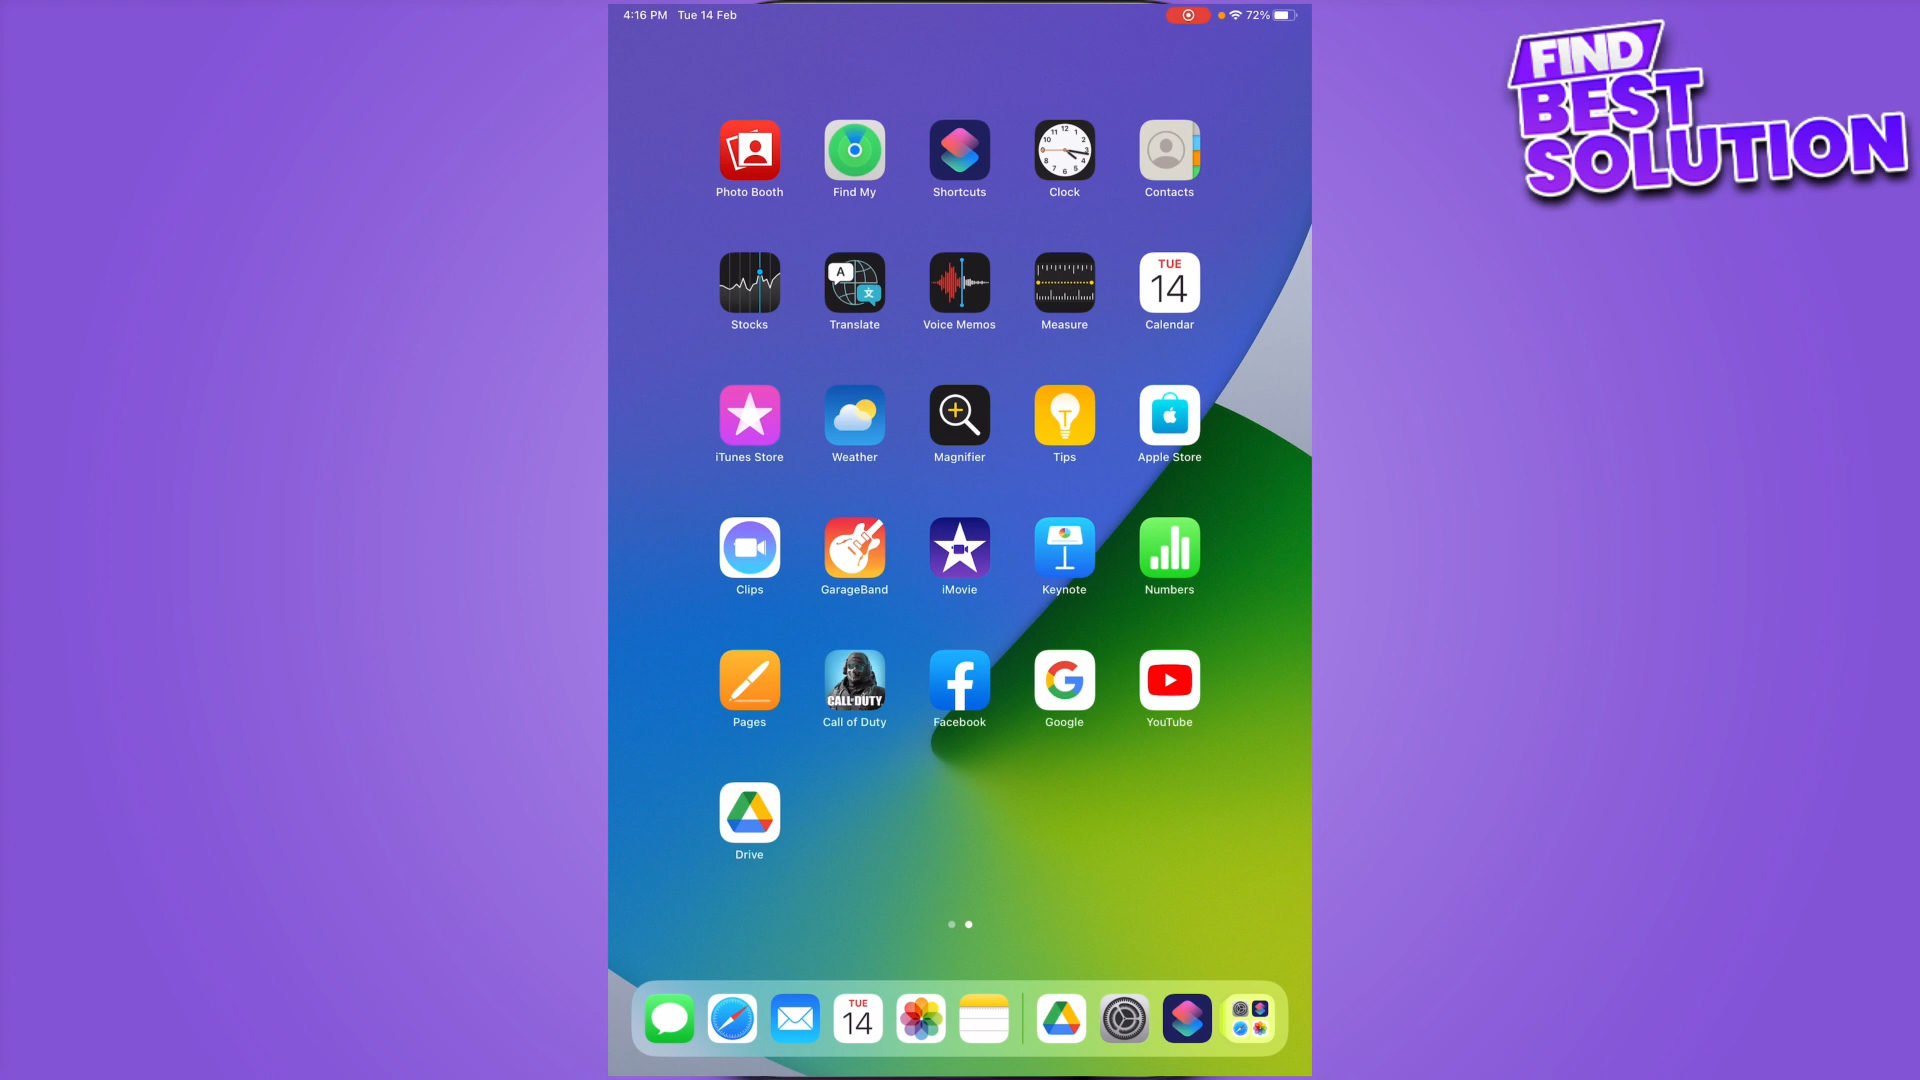 4:16 PM Tue 14 Feb
72%
FIND
BEST
SOLUTION
Photo Booth
Find My
Shortcuts
Clock
Contacts
A
文
TUE
14
Stocks
Translate
Voice Memos
Measure
Calendar
iTunes Store
Weather
Magnifier
Tips
Apple Store
Clips
GarageBand
iMovie
Keynote
Numbers
CALL OF DUTY
Pages
Call of Duty
Facebook
Google
YouTube
Drive
TUE
14